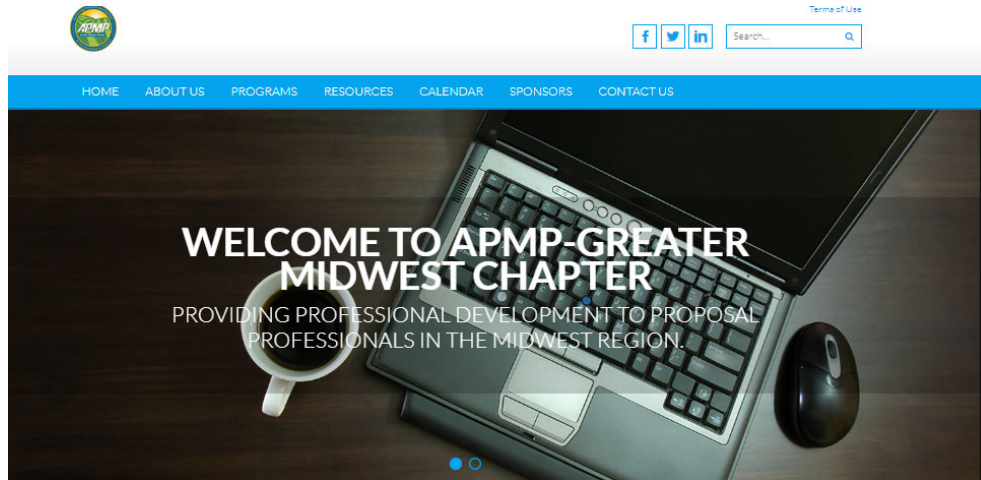 Terms of Use
APMP
Search...
HOME ABOUT US PROGRAMS RESOURCES CALENDAR SPONSORS CONTACT US
WELCOME TO APMP-GREATER
MIDWEST CHAPTER
PROVIDING PROFESSIONAL DEVELOPMENT TO PROPOSAL
PROFESSIONALS IN THE MIDWEST REGION.